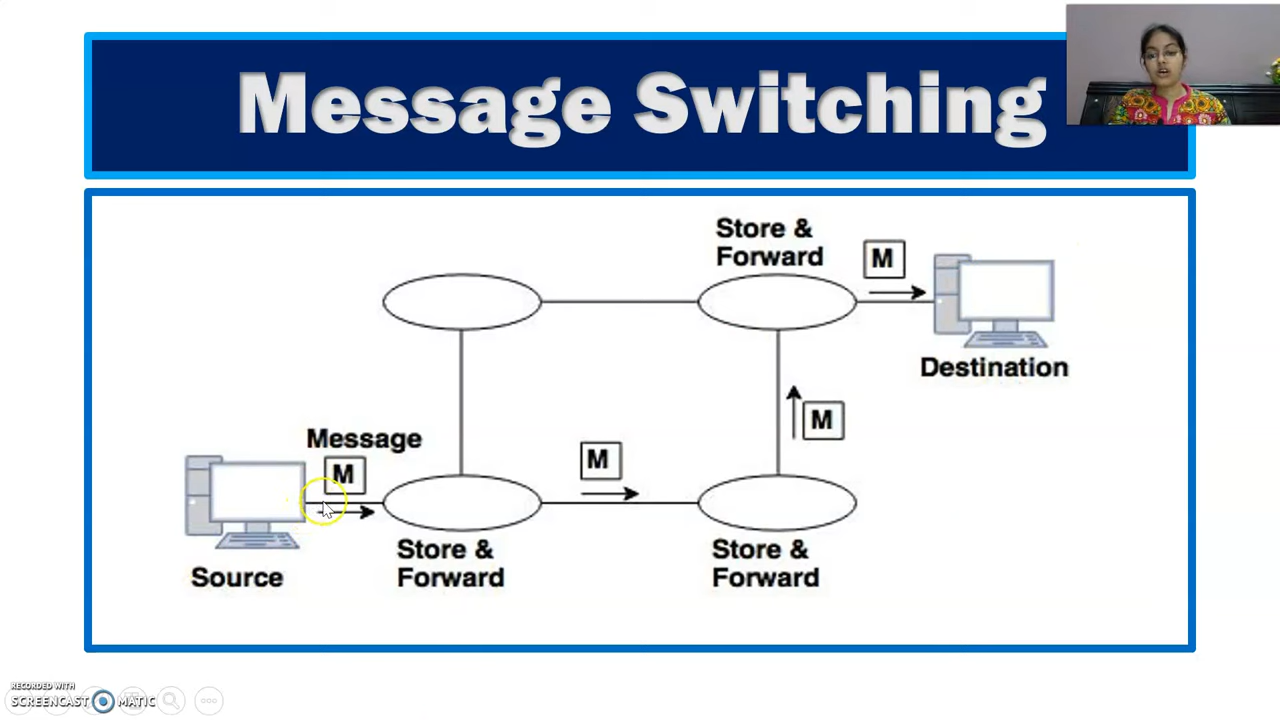 Message Switching
Store &
Forward
M
Destination
M
Message
M
M
Source
Store &
Forward
Store &
Forward
RECORDED WITH
SCREENCAST MATIC